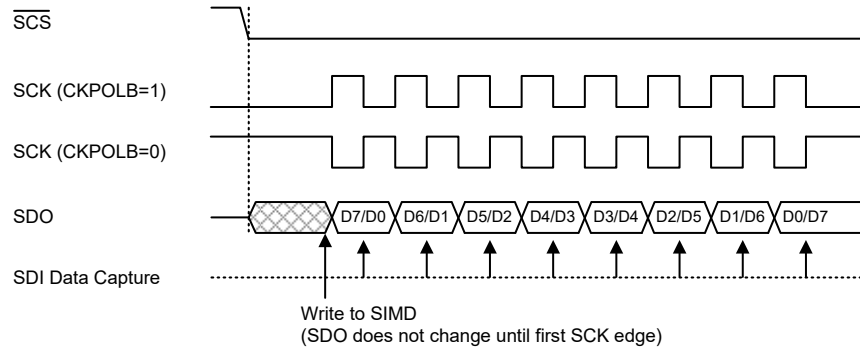 SCS
SCK (CKPOLB=1)
SCK (CKPOLB=0)
SDO D7/D0 D6/D1 D5/D2 D4/D3 D3/D4 D2/D5 D1/D6 D0/D7
SDI Data Capture
Write to SIMD
(SDO does not change until first SCK edge)